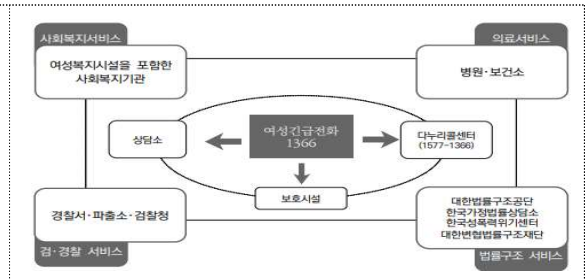 사회복지서비스
의료서비스
여성복지시설을 포함한
사회복지기관
병원·보건소
상담소
여성긴급전화
1366
다누리콜센터
(1577-1366)
보호시설
경찰서·파출소·검찰청
대한법률구조공단
한국가정법률상담소
한국성폭력위기센터
대한변협법률구조재단
검·경찰 서비스
법률구조 서비스